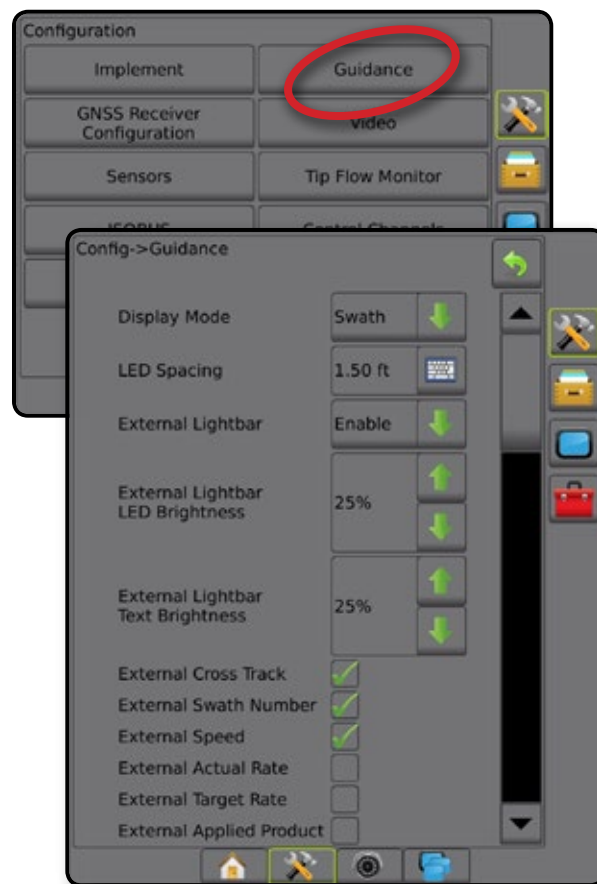 Configuration
Implement
Guidance
GNSS Receiver
Configuration
Video
Sensors
Tip Flow Monitor
Config->Guidance
Display Mode
Swath
LED Spacing
1.50 ft
External Lightbar
Enable
External Lightbar
LED Brightness
25%
External Lightbar
Text Brightness
25%
External Cross Track
External Swath Number
External Speed
External Actual Rate
External Target Rate
External Applied Product